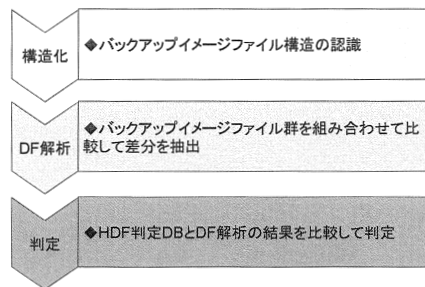 構造化
◆バックアップイメージファイル構造の認識
DF解析
◆バックアップイメージファイル群を組み合わせて比
較して差分を抽出
判定
◆HDF判定DBとDF解析の結果を比較して判定